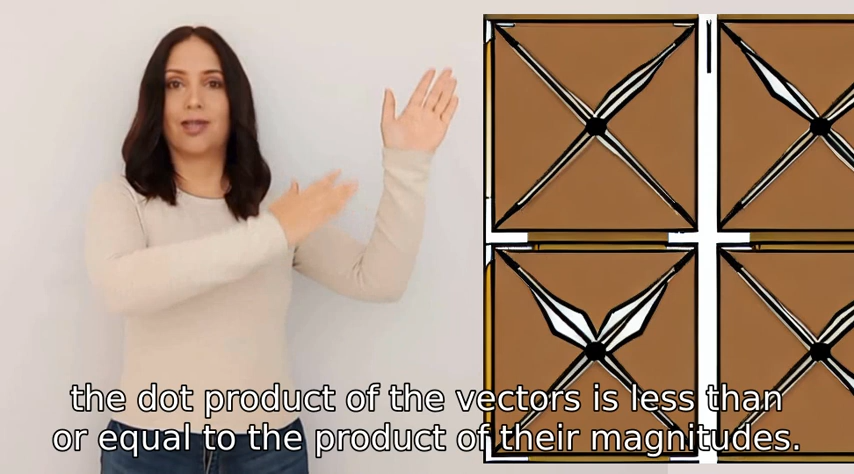 the dot product of the vectors is less than
or equal to the product of their magnitudes.